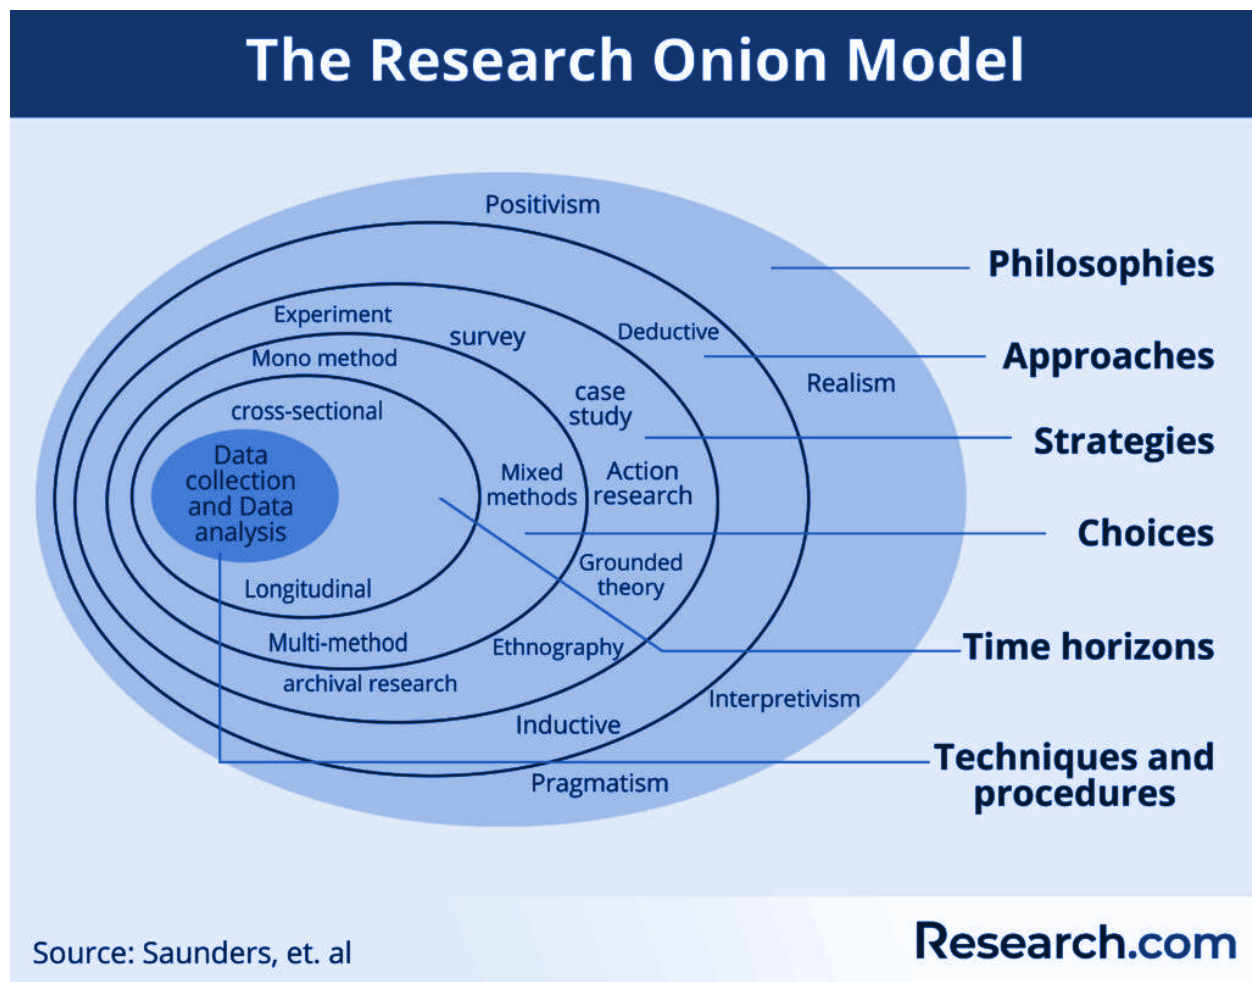 The Research Onion Model
Positivism
Philosophies
Experiment
survey
Deductive
Mono method
Approaches
Realism
cross-sectional
case
study
Strategies
Data
collection
and Data
analysis
Mixed
methods
Action
research
Choices
Grounded
theory
Longitudinal
Multi-method
Ethnography
Time horizons
archival research
Interpretivism
Inductive
Pragmatism
Techniques and
procedures
Source: Saunders, et. al
Research.com